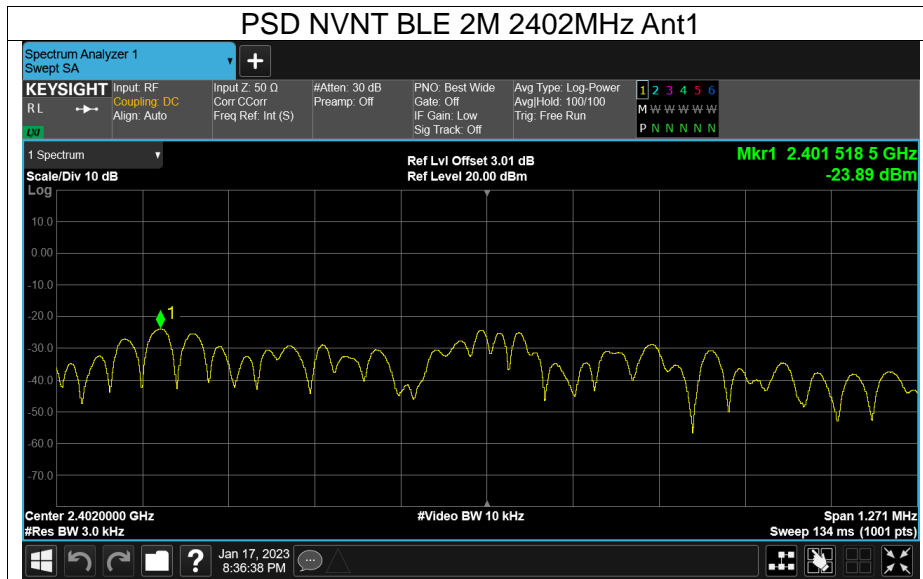 PSD NVNT BLE 2M 2402MHz Ant1
Spectrum Analyzer 1
Swept SA
+
KEYSIGHT
R L
LXI
Input: RF
Coupling: DC
Align: Auto
Input Z: 50 Ω
Corr CCorr
Freq Ref: Int (S)
#Atten: 30 dB
Preamp: Off
PNO: Best Wide
Gate: Off
IF Gain: Low
Sig Track: Off
Avg Type: Log-Power
Avg|Hold: 100/100
Trig: Free Run
1 2 3 4 5 6
M W W W W W
P N N N N N
1 Spectrum
Scale/Div 10 dB
Ref Lvl Offset 3.01 dB
Ref Level 20.00 dBm
Mkr1 2.401 518 5 GHz
-23.89 dBm
Log
10.0
0.00
-10.0
-20.0
-30.0
-40.0
-50.0
-60.0
-70.0
1
Center 2.4020000 GHz
#Res BW 3.0 kHz
#Video BW 10 kHz
Span 1.271 MHz
Sweep 134 ms (1001 pts)
?
Jan 17, 2023
8:36:38 PM